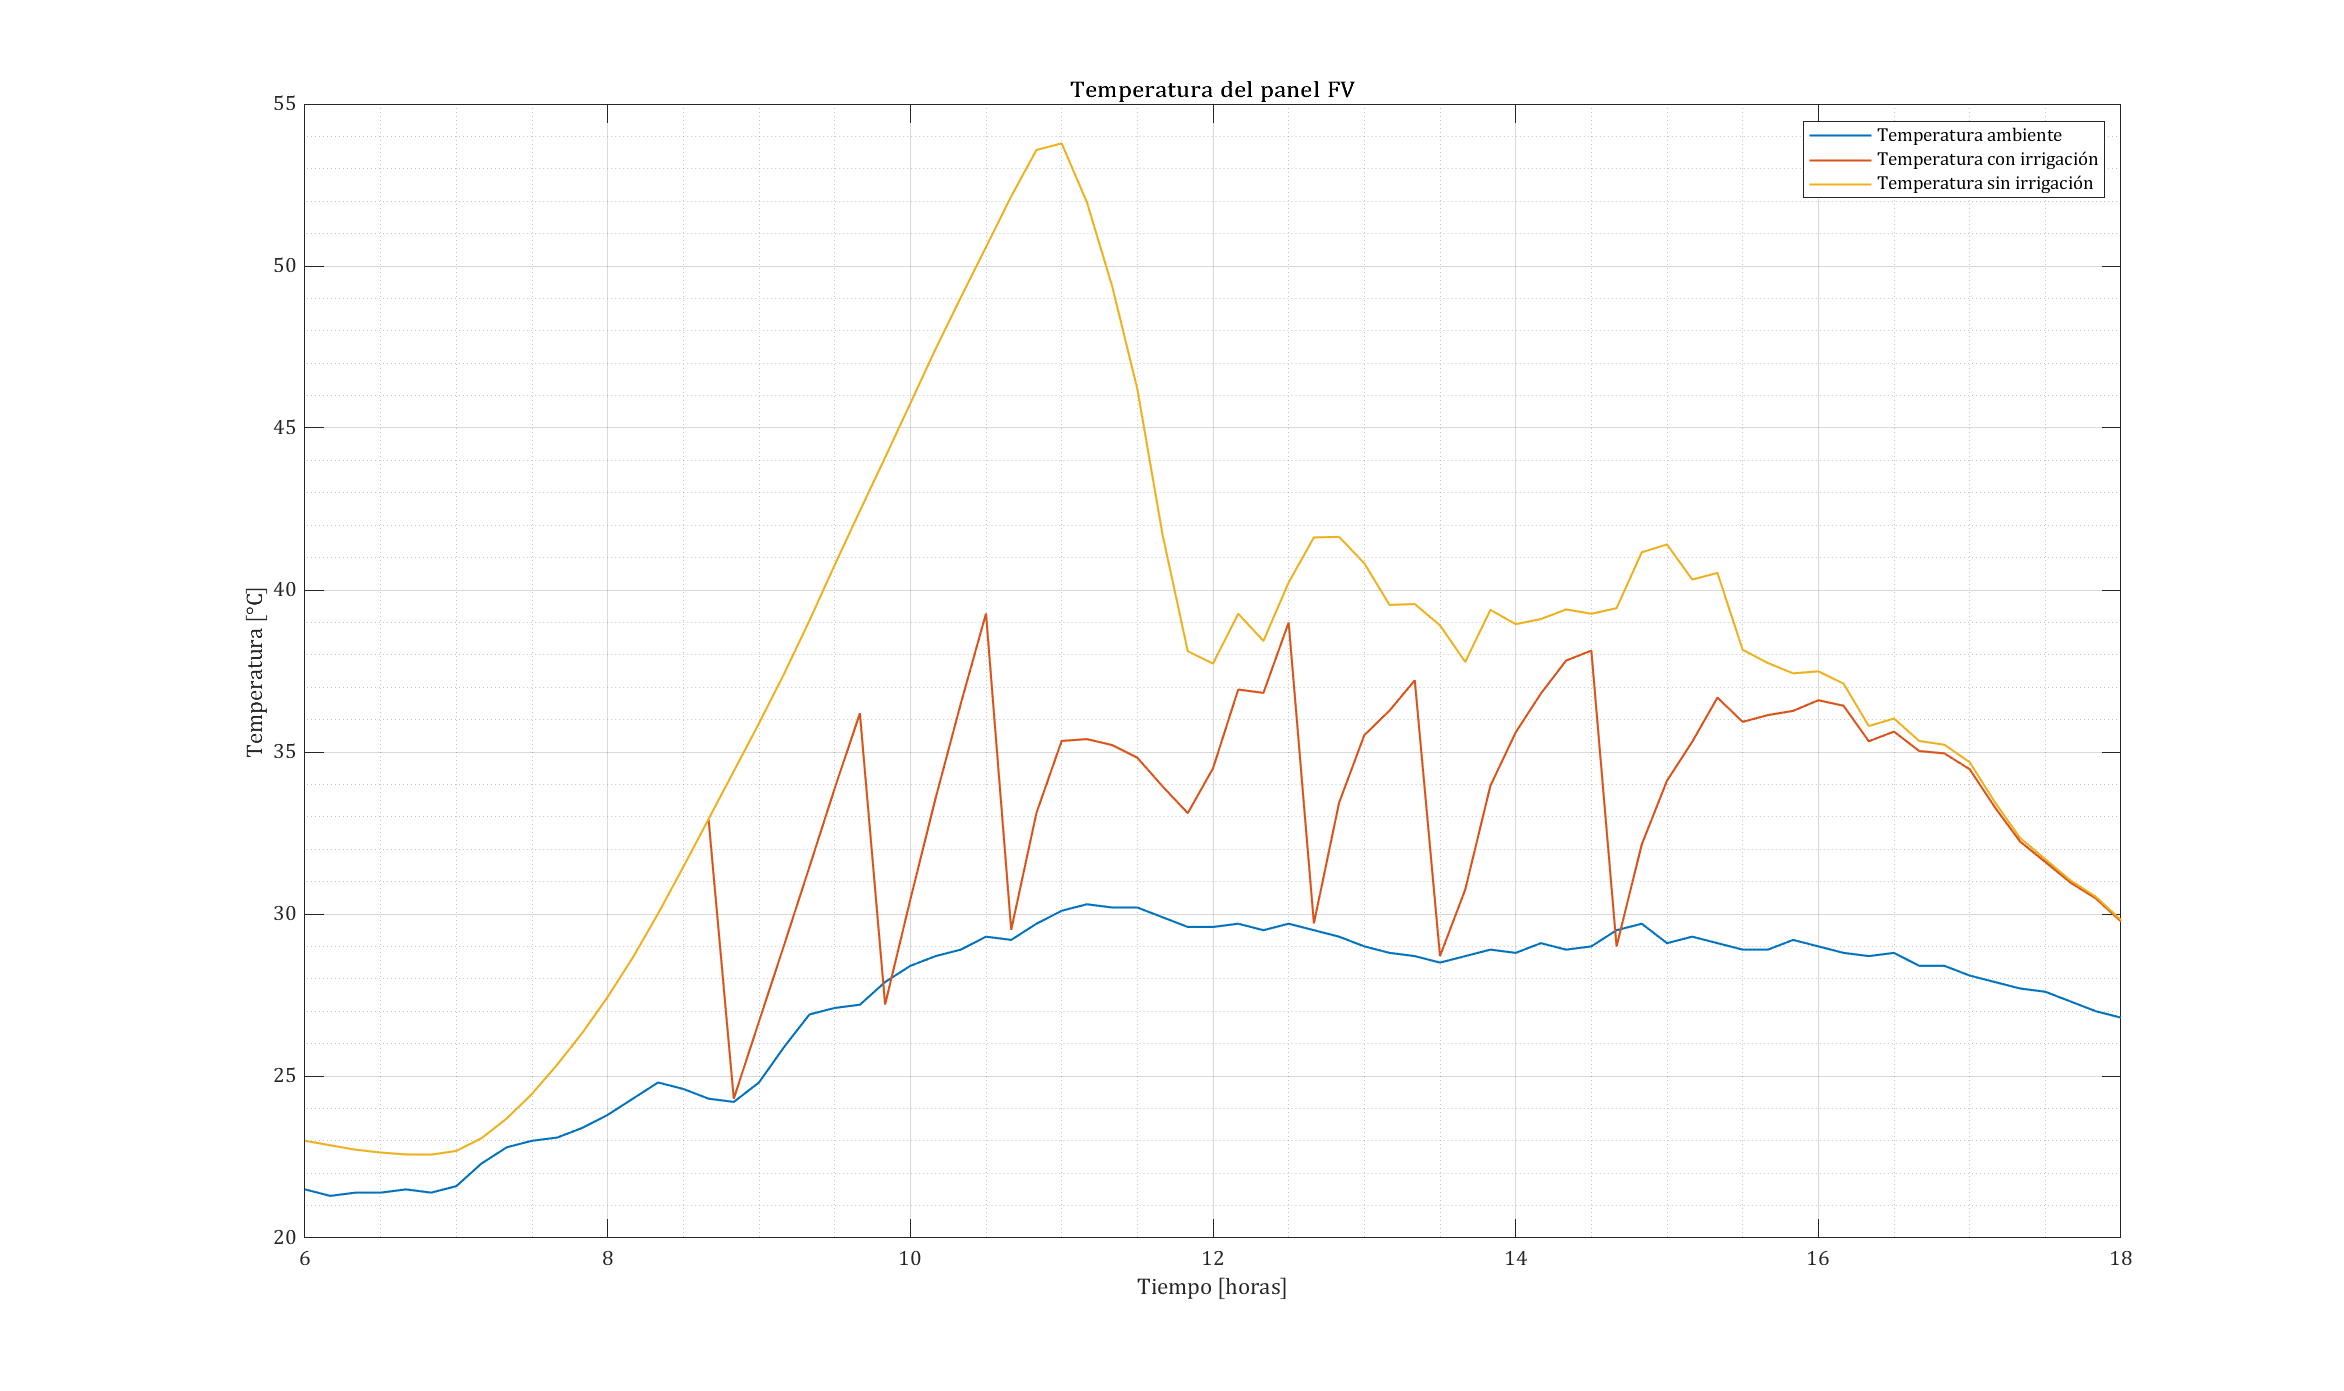 Temperatura del panel FV
Temperatura ambiente
Temperatura con irrigación
Temperatura sin irrigación
55
50
45
40
35
30
25
20
Temperatura [°C]
6 8 10 12 14 16 18
Tiempo [horas]